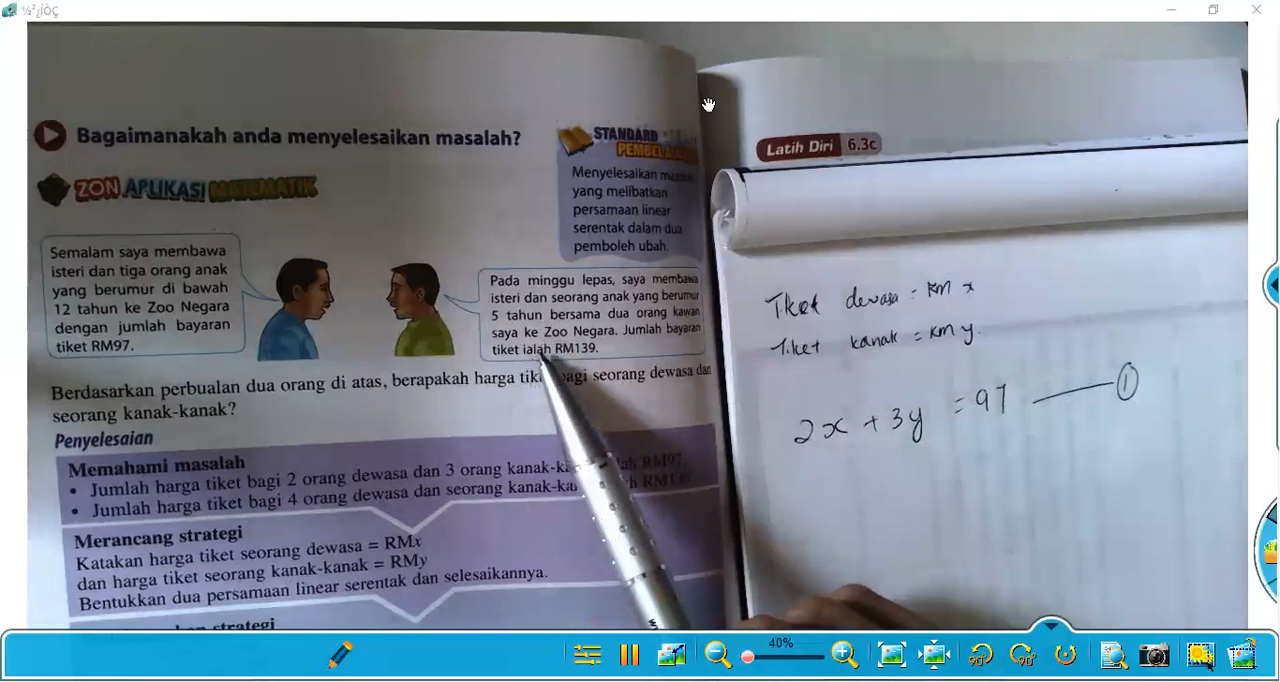 ½²¿ÌÒÇ
Bagaimanakah anda menyelesaikan masalah?
ZON APLIKASI MATEMATIK
STANDARD
Menyelesaikan
yang melibatkan
persamaan linear
serentak dalam dua
pemboleh ubah.
Semalam saya membawa
isteri dan tiga orang anak
yang berumur di bawah
12 tahun ke Zoo Negara
dengan jumlah bayaran
tiket RM97.
Pada minggu lepas, saya membawa
isteri dan seorang anak yang berumur
5 tahun bersama dua orang kawan
saya ke Zoo Negara. Jumlah bayaran
tiket ialah RM139.
Berdasarkan perbualan dua orang di atas, berapakah harga bagi seorang dewasa dan
seorang kanak-kanak?
Penyelesaian
Memahami masalah
• Jumlah harga tiket bagi 2 orang dewasa dan 3 orang RM97.
• Jumlah harga tiket bagi 4 orang dewasa dan seorang
Merancang strategi
Katakan harga tiket seorang dewasa = RMx
dan harga tiket seorang kanak-kanak = RMy
Bentukkan dua persamaan linear serentak dan selesaikannya.
strategi
Latih Diri 6.3c
Tiket dewasa = RM x
Tiket kanak = RM y.
2x + 3y = 97 —— ①
40%
90° 90°